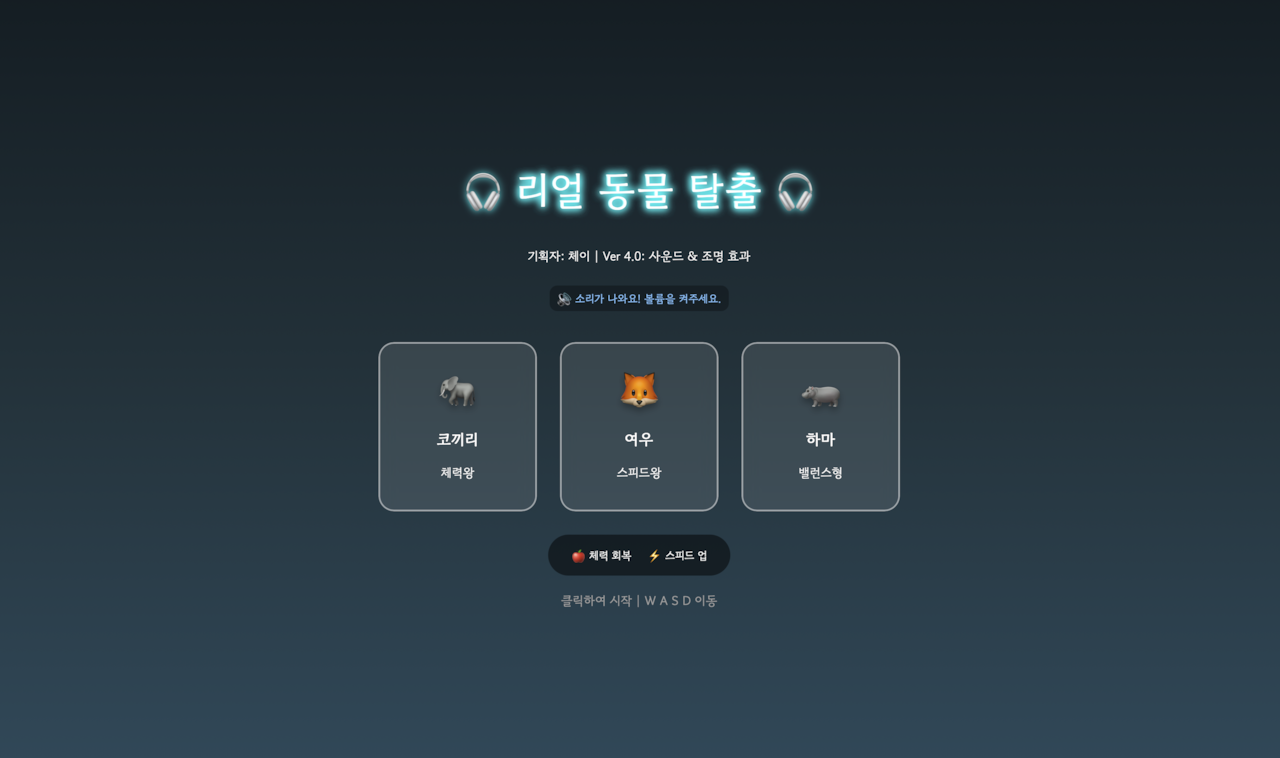 🎧 리얼 동물 탈출 🎧
기획자: 체이 | Ver 4.0: 사운드 & 조명 효과
🔊 소리가 나와요! 볼륨을 켜주세요.
코끼리
체력왕
여우
스피드왕
하마
밸런스형
🍎 체력 회복 ⚡ 스피드 업
클릭하여 시작 | W A S D 이동